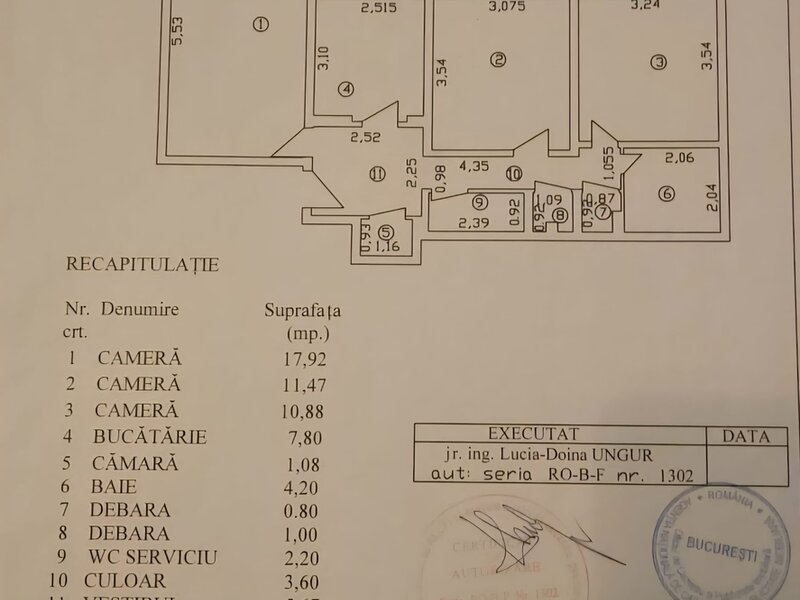 5,53
①
2,515
3,10
④
3,075
3,54
②
3,24
3,54
③
2,52
2,25
⑪
0,98
4,35
⑩
1,055
2,06
2,04
⑥
⑨
2,39
0,92
1,09
0,92
⑧
0,87
0,92
⑦
0,93
⑤
1,16
RECAPITULAȚIE
Nr. Denumire Suprafața
crt. (mp.)
1 CAMERĂ 17,92
2 CAMERĂ 11,47
3 CAMERĂ 10,88
4 BUCĂTĂRIE 7,80
5 CĂMARĂ 1,08
6 BAIE 4,20
7 DEBARA 0.80
8 DEBARA 1,00
9 WC SERVICIU 2,20
10 CULOAR 3,60
EXECUTAT DATA
jr. ing. Lucia-Doina UNGUR
aut: seria RO-B-F nr. 1302
ROMÂNIA
BUCUREȘTI